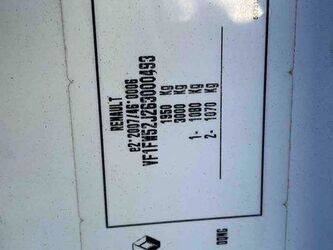 RENAULT
e2*2007/46*0006
VF1FW52J263000493
1950 Kg
3000 Kg
1- 1080 Kg
2- 1070 Kg